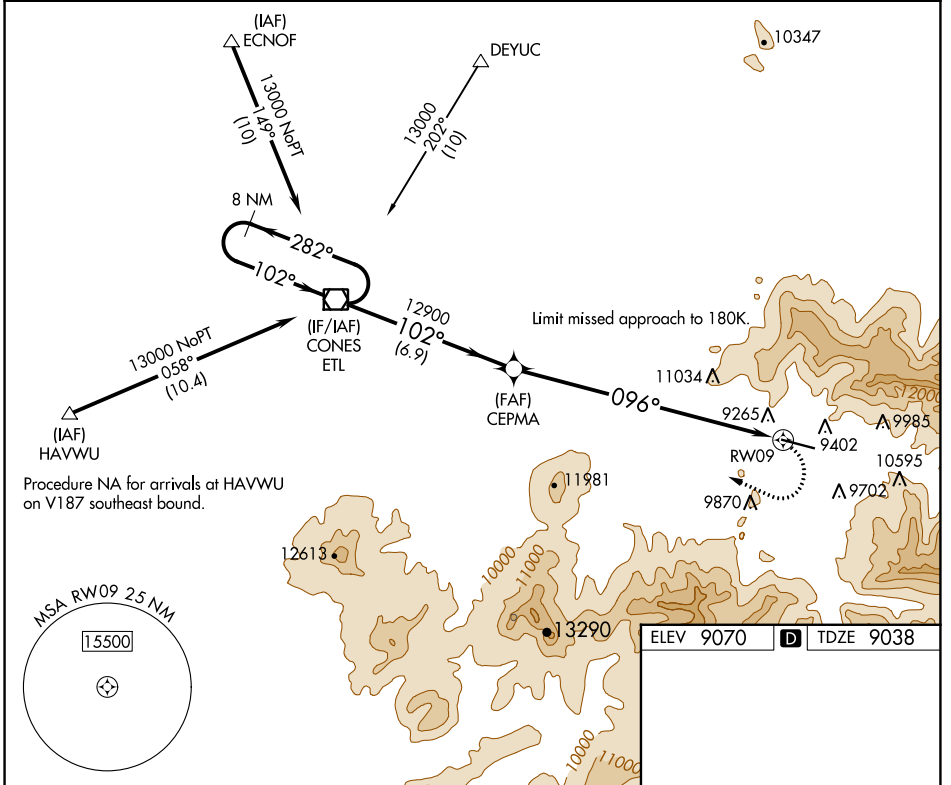 (IAF)
ECNOF
DEYUC
10347
13000 NoPT
149°
(10)
13000
202°
(10)
8 NM
282°
102°
(IF/IAF)
CONES
ETL
12900
102°
(6.9)
Limit missed approach to 180K.
13000 NoPT
058°
(10.4)
(IAF)
HAVWU
(FAF)
CEPMA
096°
11034
12000
9265
9985
9402
RW09
10595
9702
9870
Procedure NA for arrivals at HAVWU
on V187 southeast bound.
11981
12613
10000
11000
13290
MSA RW09 25 NM
15500
ELEV 9070 D TDZE 9038
10000
11000